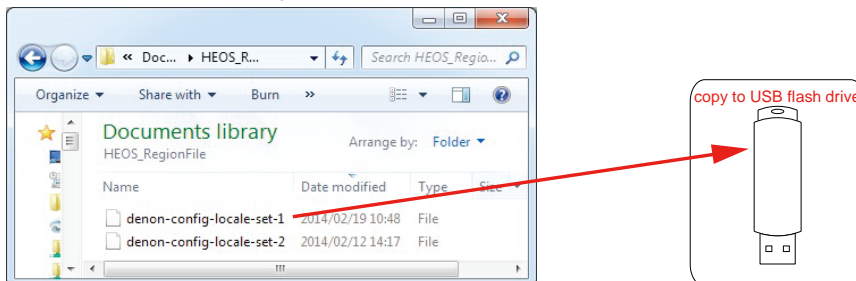 « Doc... ▸ HEOS_R...
Search HEOS_Regio...
copy to USB flash drive
Organize ▾ Share with ▾ Burn »
Documents library
HEOS_RegionFile
Arrange by: Folder ▾
Name Date modified Type Size
denon-config-locale-set-1 2014/02/19 10:48 File
denon-config-locale-set-2 2014/02/12 14:17 File